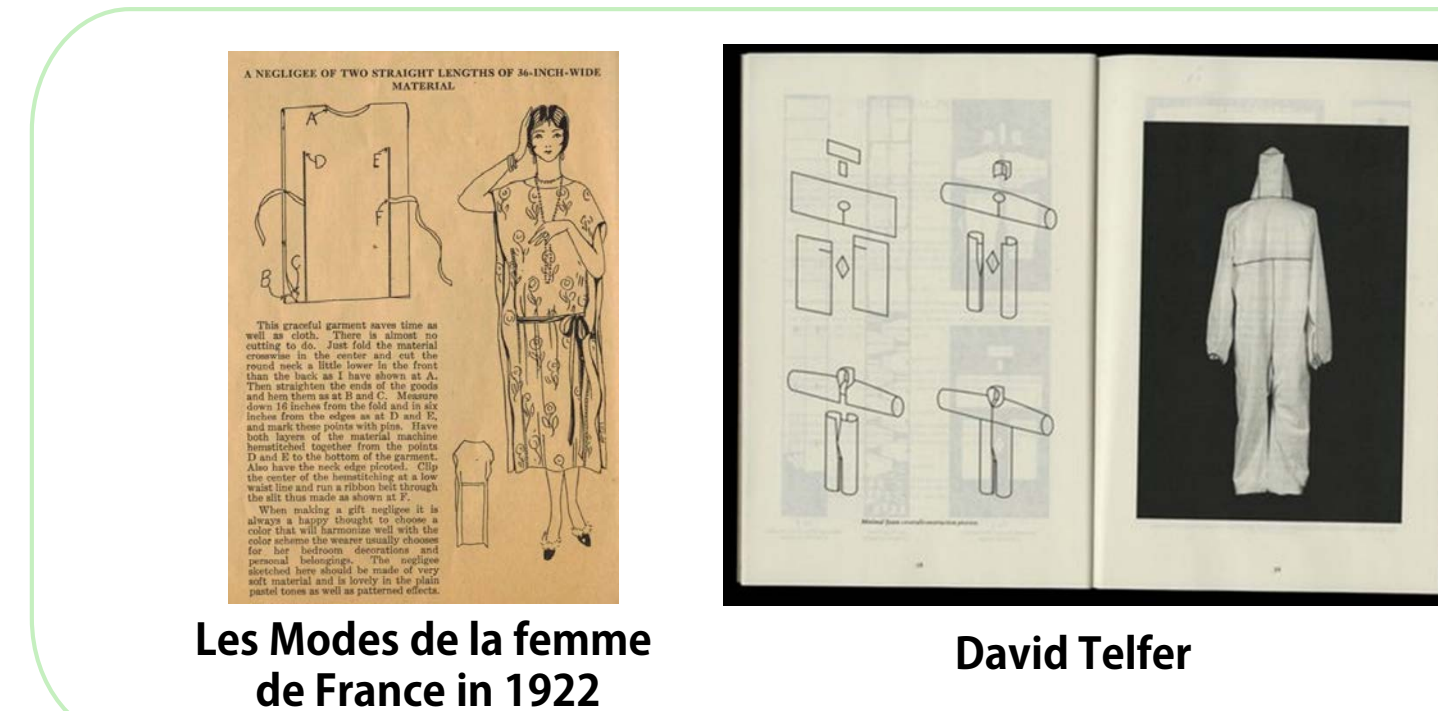 A NEGLIGEE OF TWO STRAIGHT LENGTHS OF 36-INCH-WIDE
MATERIAL
A
D
E
F
B
C
This graceful garment saves time as
well as cloth. There is almost no
cutting to do. Just fold the material
crosswise in the center and cut the
round neck a little lower in the front
than the back as I have shown at A.
Then straighten the ends of the goods
and hem them as at B and C. Measure
down 16 inches from the fold and in six
inches from the edges as at D and E,
and mark these points with pins. Have
both layers of the material machine
hemstitched together from the points
D and E to the bottom of the garment.
Also have the neck edge picoted. Clip
the center of the hemstitching at a low
waist line and run a ribbon belt through
the slit thus made as shown at F.
When making a gift negligee it is
always a happy thought to choose a
color that will harmonize well with the
color scheme the wearer usually chooses
for her bedroom decorations and
personal belongings. The negligee
sketched here should be made of very
soft material and is lovely in the plain
pastel tones as well as patterned effects.
Les Modes de la femme
de France in 1922
Minimal Seam coverall construction process
David Telfer